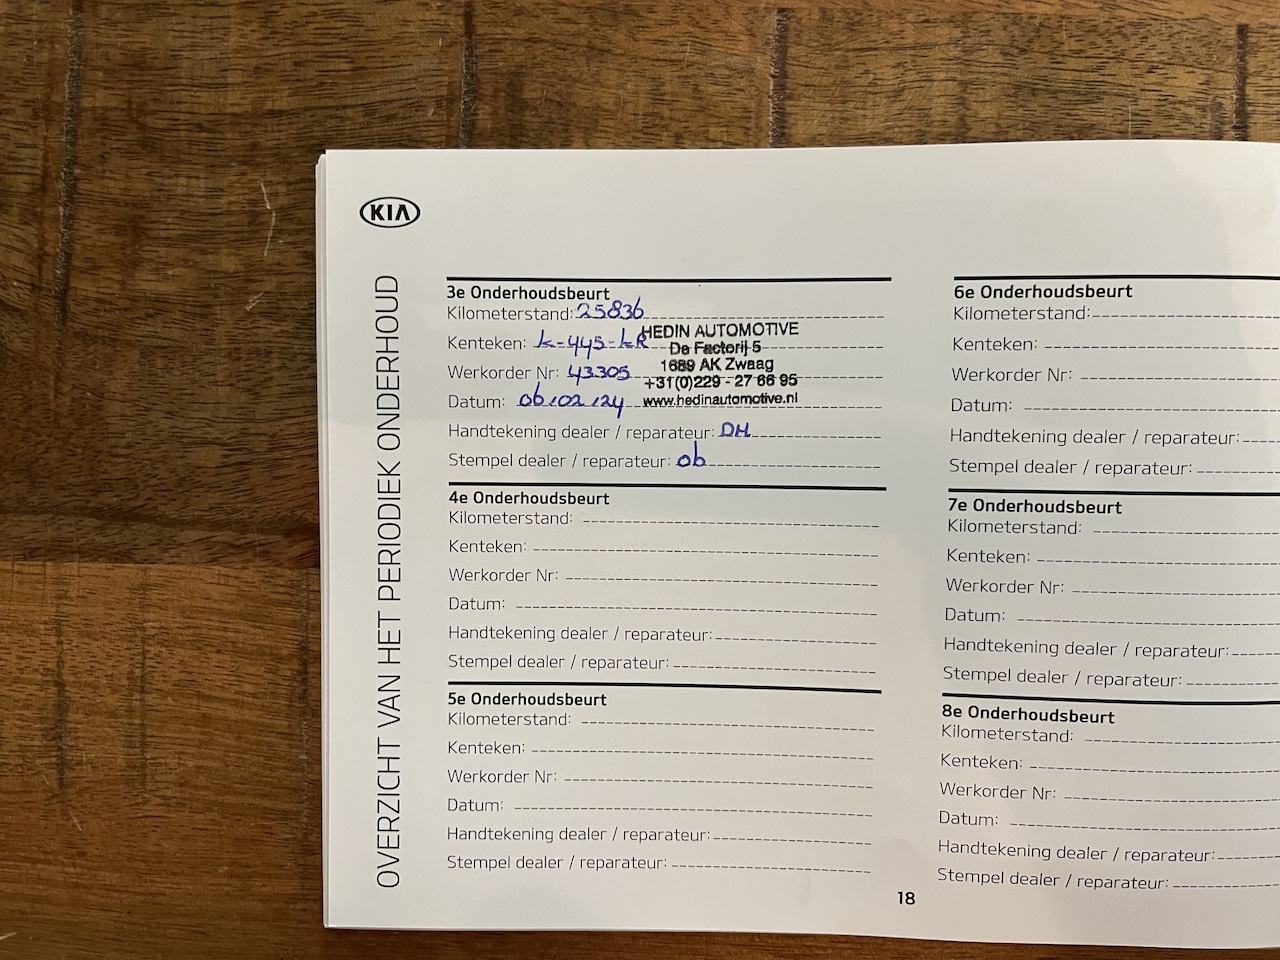 KIA
OVERZICHT VAN HET PERIODIEK ONDERHOUD
3e Onderhoudsbeurt
Kilometerstand: 25836
Kenteken: K-445-KR
Werkorder Nr: 43305
Datum: 06/02/24
Handtekening dealer / reparateur: DH
Stempel dealer / reparateur: ob
HEDIN AUTOMOTIVE
De Factorij 5
1689 AK Zwaag
+31(0)229 - 27 66 95
www.hedinautomotive.nl
4e Onderhoudsbeurt
Kilometerstand:
Kenteken:
Werkorder Nr:
Datum:
Handtekening dealer / reparateur:
Stempel dealer / reparateur:
5e Onderhoudsbeurt
Kilometerstand:
Kenteken:
Werkorder Nr:
Datum:
Handtekening dealer / reparateur:
Stempel dealer / reparateur:
6e Onderhoudsbeurt
Kilometerstand:
Kenteken:
Werkorder Nr:
Datum:
Handtekening dealer / reparateur:
Stempel dealer / reparateur:
7e Onderhoudsbeurt
Kilometerstand:
Kenteken:
Werkorder Nr:
Datum:
Handtekening dealer / reparateur:
Stempel dealer / reparateur:
8e Onderhoudsbeurt
Kilometerstand:
Kenteken:
Werkorder Nr:
Datum:
Handtekening dealer / reparateur:
Stempel dealer / reparateur:
18